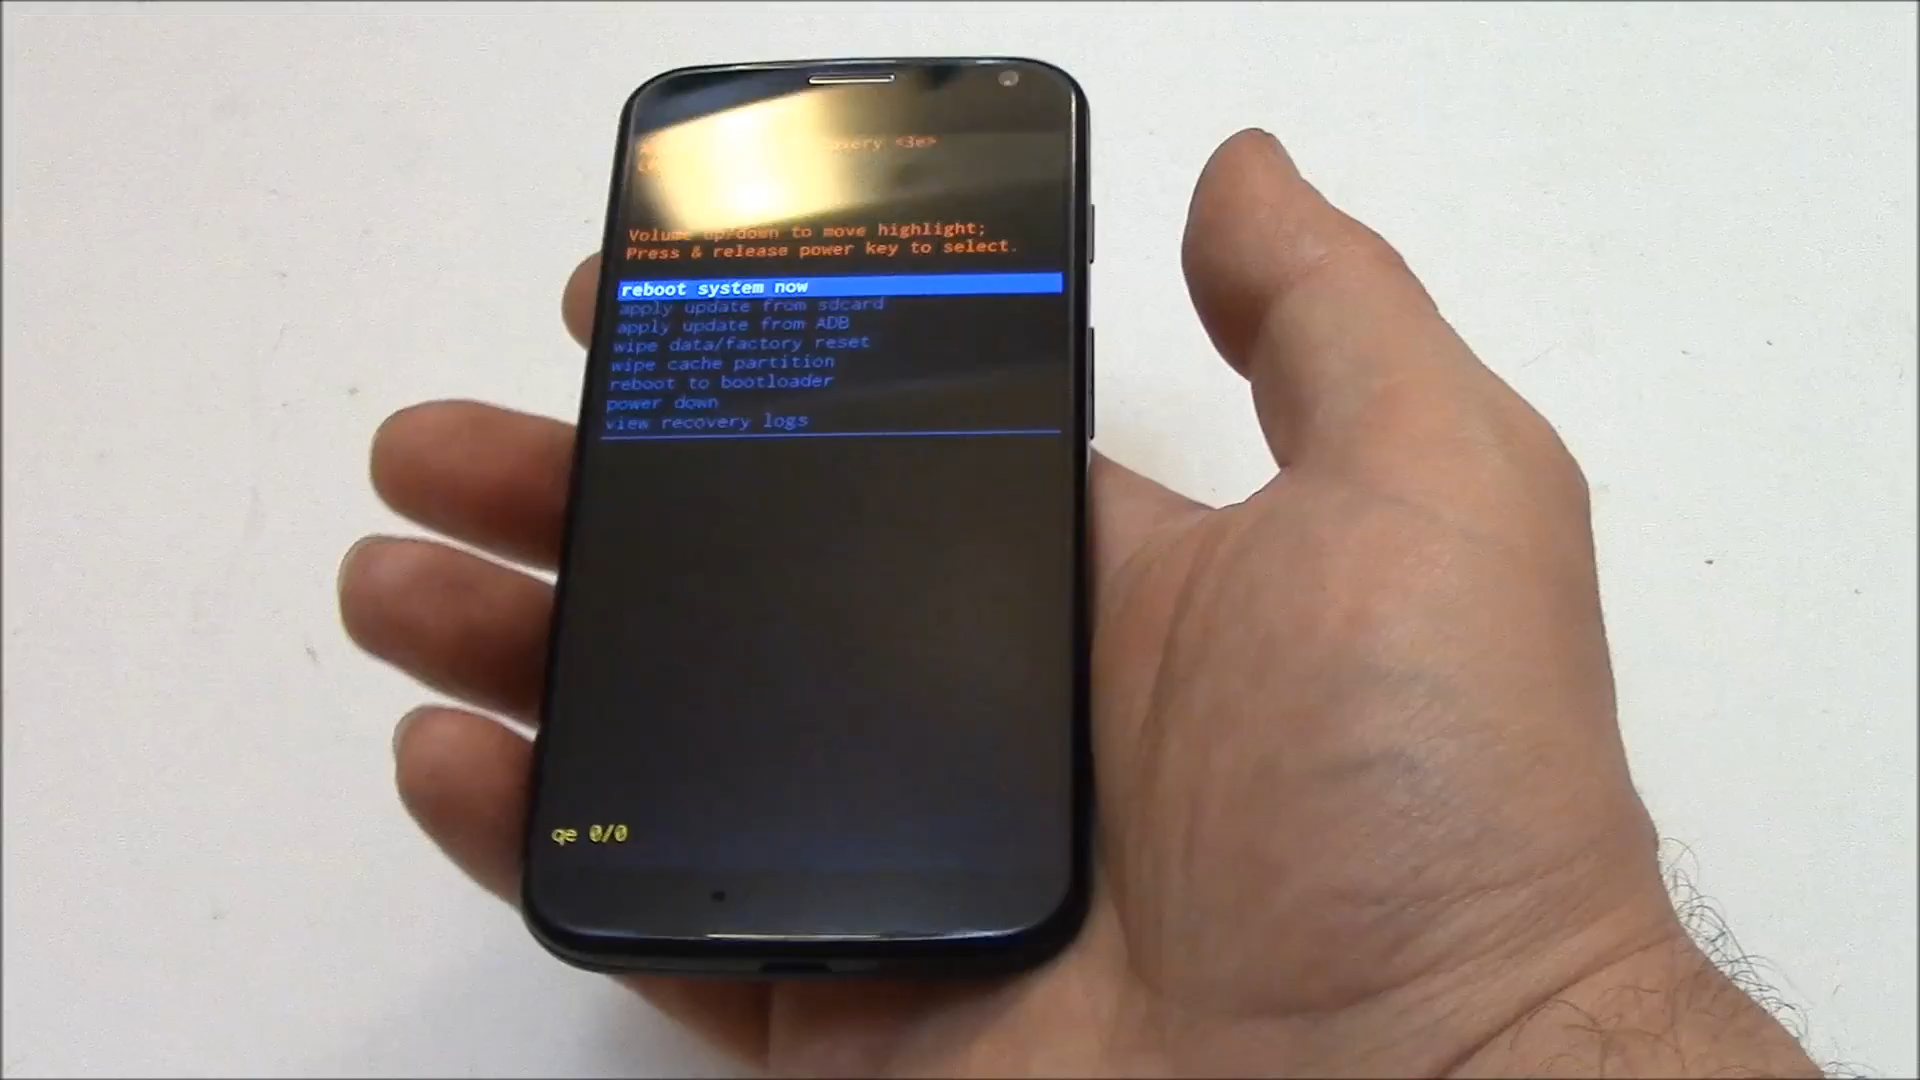 <3e>
Volume up/down to move highlight;
Press & release power key to select.
reboot system now
apply update from sdcard
apply update from ADB
wipe data/factory reset
wipe cache partition
reboot to bootloader
power down
view recovery logs
qe 0/0